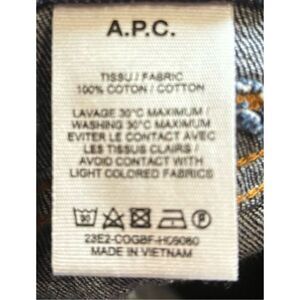 A.P.C.
TISSU / FABRIC
100% COTON / COTTON
LAVAGE 30°C MAXIMUM /
WASHING 30°C MAXIMUM
EVITER LE CONTACT AVEC
LES TISSUS CLAIRS /
AVOID CONTACT WITH
LIGHT COLORED FABRICS
30 P
23E2-COGBF-H09060
MADE IN VIETNAM